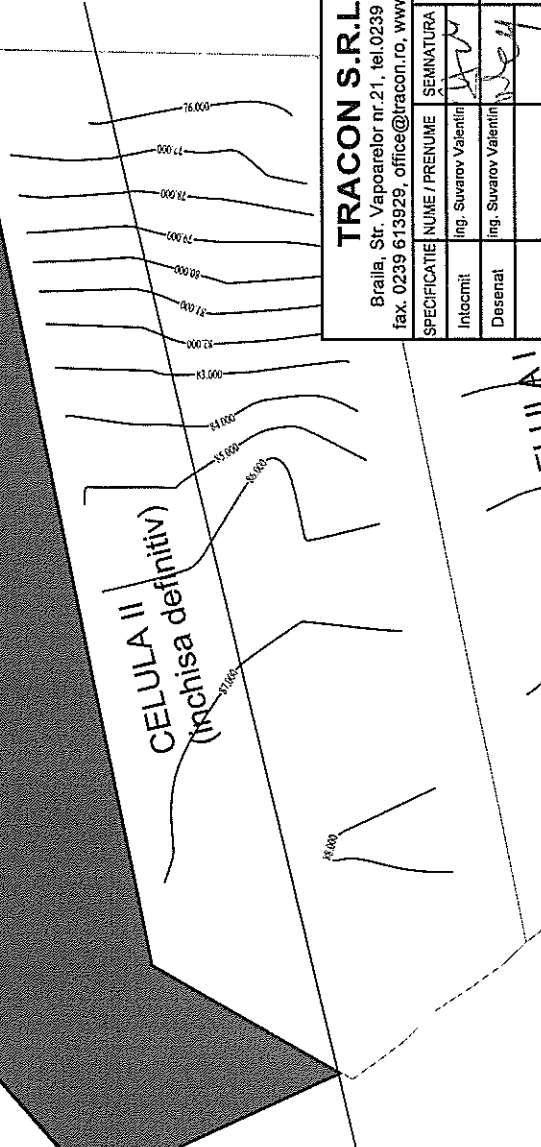 76.000
77.000
78.000
79.000
80.000
81.000
82.000
83.000
84.000
85.000
86.000
87.000
88.000
CELULA II
(inchisa definitiv)
TRACON S.R.L
Braila, Str. Vapoarelor nr.21, tel.0239
fax. 0239 613929, office@tracon.ro, www
SPECIFICATIE NUME / PRENUME SEMNATURA
Intocmit ing. Suvarov Valentin
Desenat ing. Suvarov Valentin